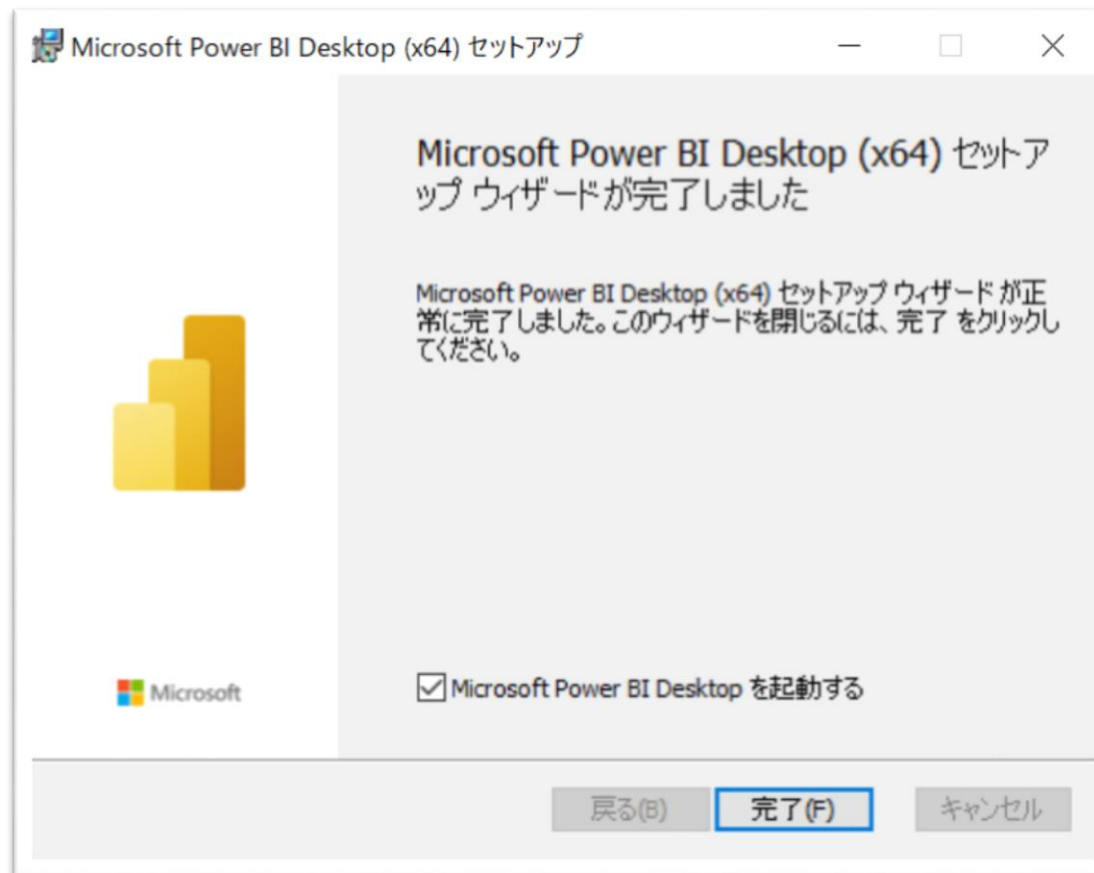 Microsoft Power BI Desktop (x64) セットアップ
Microsoft Power BI Desktop (x64) セットア
ップ ウィザードが完了しました
Microsoft Power BI Desktop (x64) セットアップ ウィザード が正
常に完了しました。このウィザードを閉じるには、完了 をクリックし
てください。
Microsoft
Microsoft Power BI Desktop を起動する
戻る(B) 完了(F) キャンセル